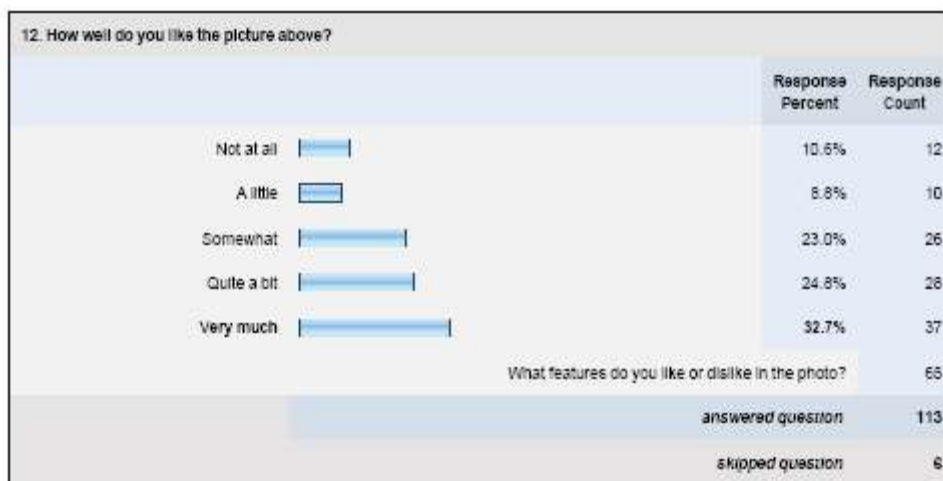 12. How well do you like the picture above?
Response Percent Response Count
Not at all 10.6% 12
A little 8.8% 10
Somewhat 23.0% 26
Quite a bit 24.8% 28
Very much 32.7% 37
What features do you like or dislike in the photo?
answered question 113
skipped question 6